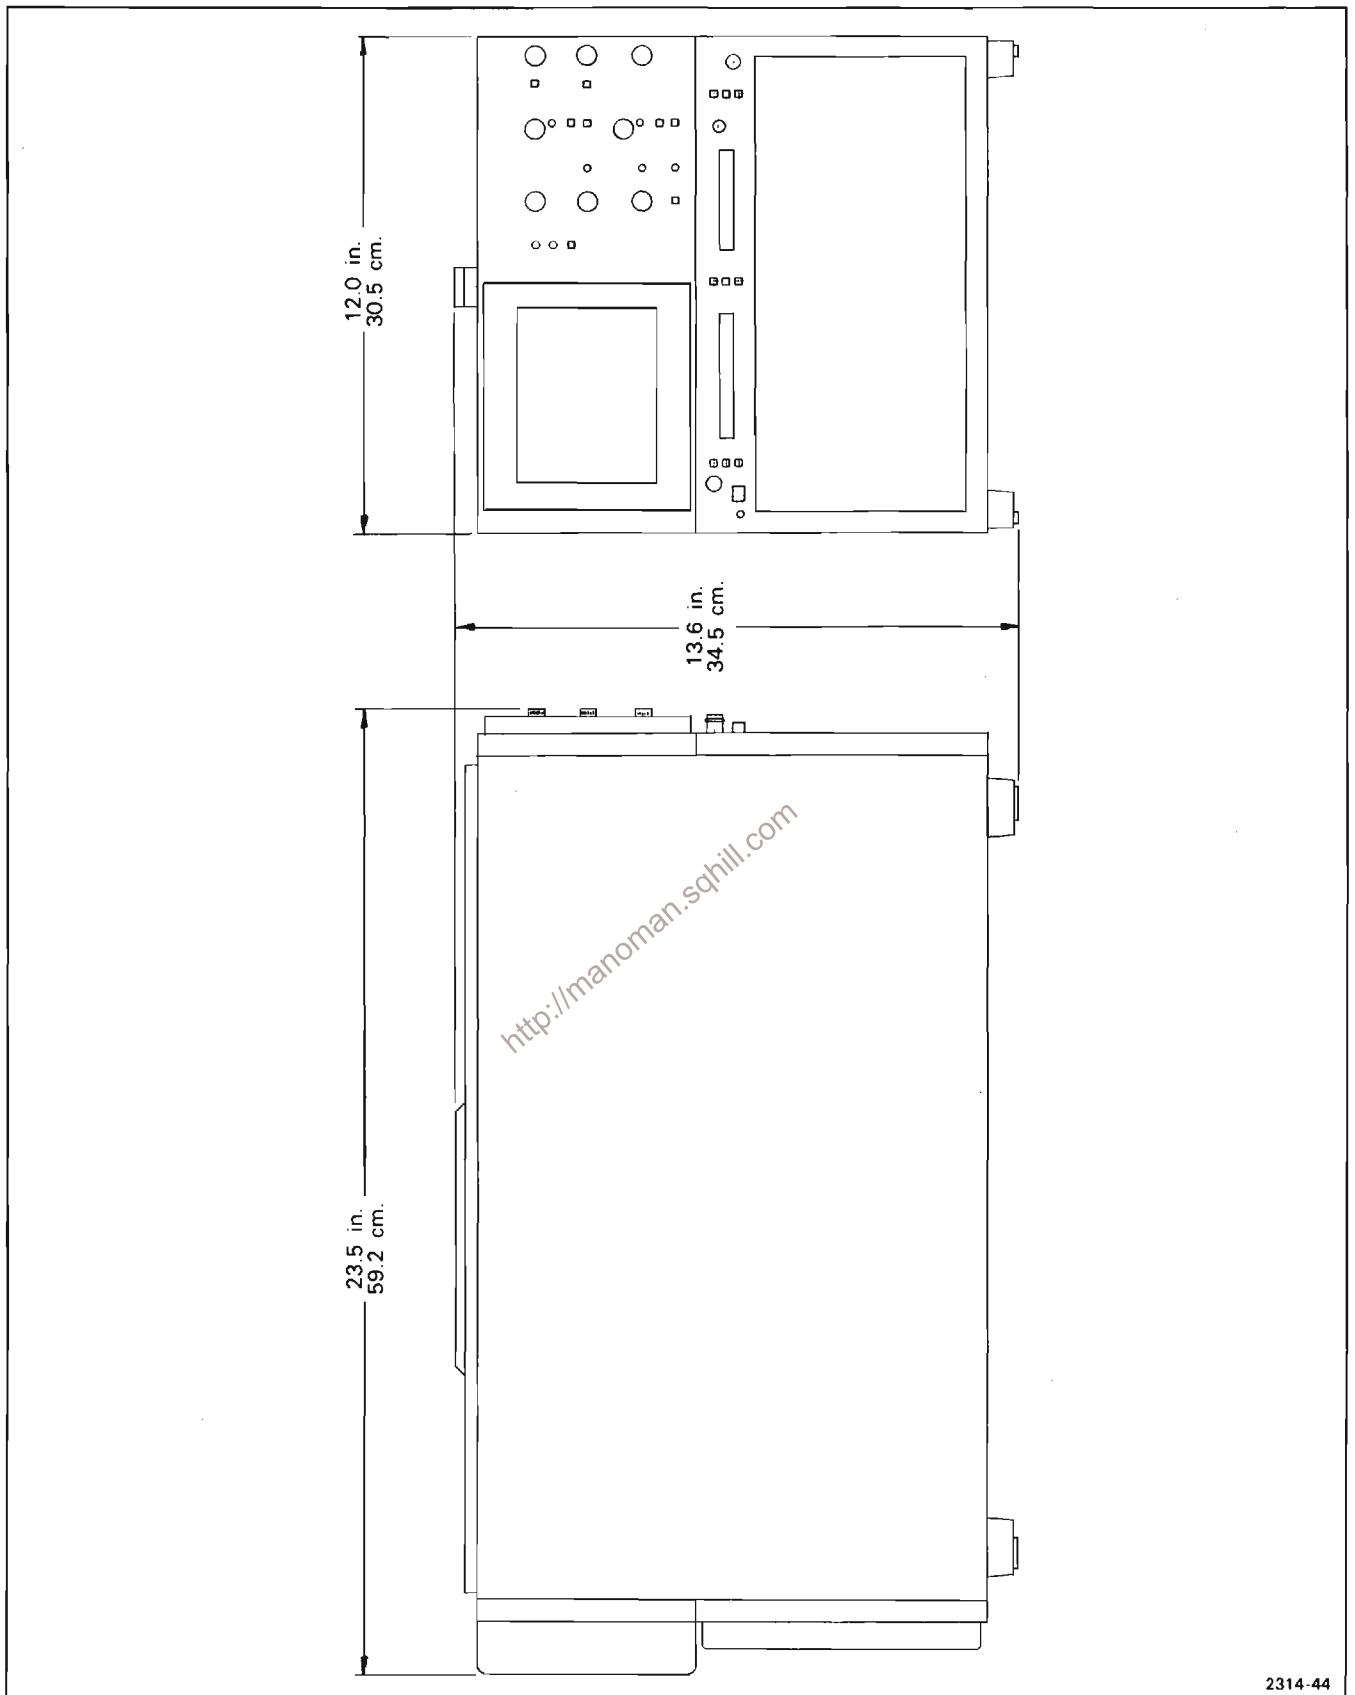 12.0 in.
30.5 cm.
13.6 in.
34.5 cm.
23.5 in.
59.2 cm.
http://manoman.sqhill.com
2314-44